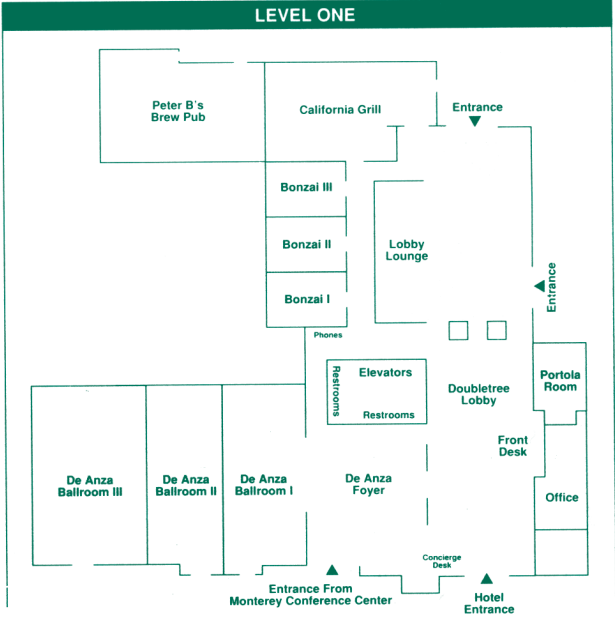 LEVEL ONE
Peter B's
Brew Pub
California Grill
Entrance
Bonzai III
Bonzai II
Lobby
Lounge
Entrance
Bonzai I
Phones
Restrooms
Elevators
Restrooms
Doubletree
Lobby
Portola
Room
Front
Desk
De Anza
Ballroom III
De Anza
Ballroom II
De Anza
Ballroom I
De Anza
Foyer
Office
Concierge
Desk
Entrance From
Monterey Conference Center
Hotel
Entrance